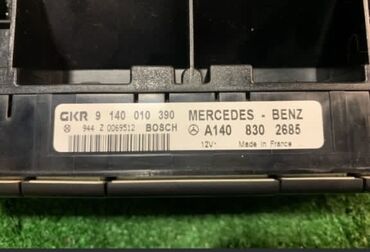 GKR 9 140 010 390 MERCEDES - BENZ
944 Z 0069512 BOSCH A140 830 2685
12V Made in France